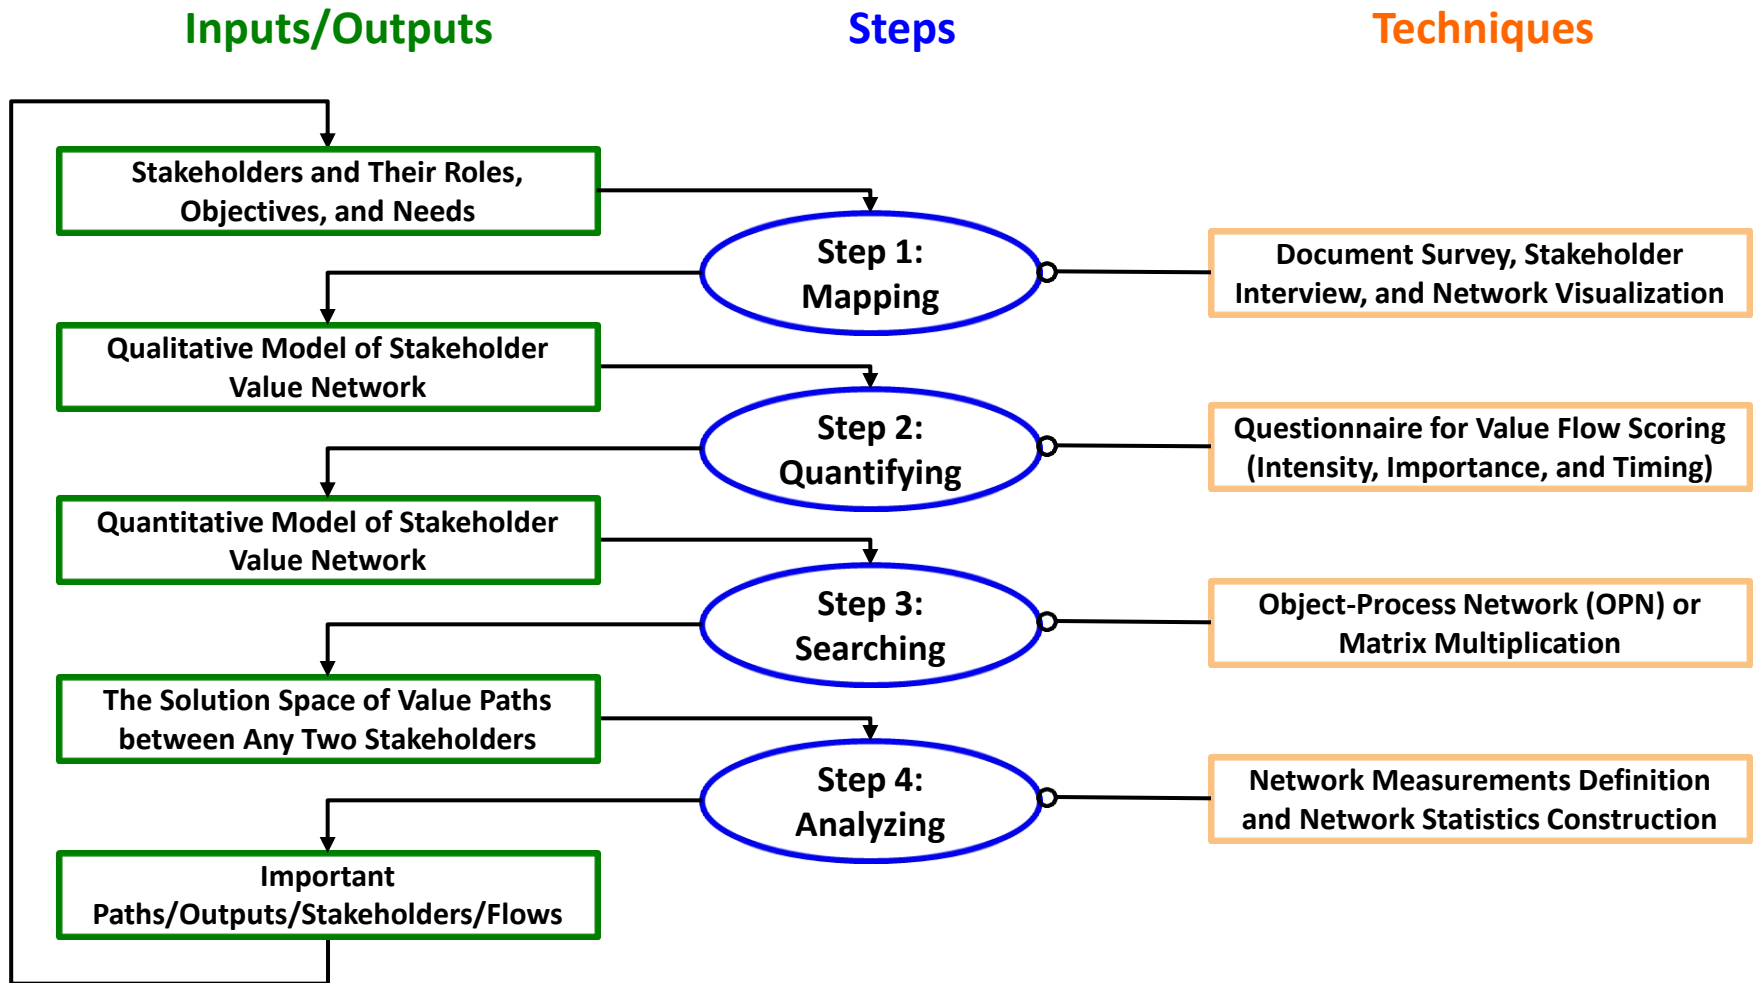 Inputs/Outputs
Steps
Techniques
Stakeholders and Their Roles,
Objectives, and Needs
Step 1:
Mapping
Document Survey, Stakeholder
Interview, and Network Visualization
Qualitative Model of Stakeholder
Value Network
Step 2:
Quantifying
Questionnaire for Value Flow Scoring
(Intensity, Importance, and Timing)
Quantitative Model of Stakeholder
Value Network
Step 3:
Searching
Object-Process Network (OPN) or
Matrix Multiplication
The Solution Space of Value Paths
between Any Two Stakeholders
Step 4:
Analyzing
Network Measurements Definition
and Network Statistics Construction
Important
Paths/Outputs/Stakeholders/Flows